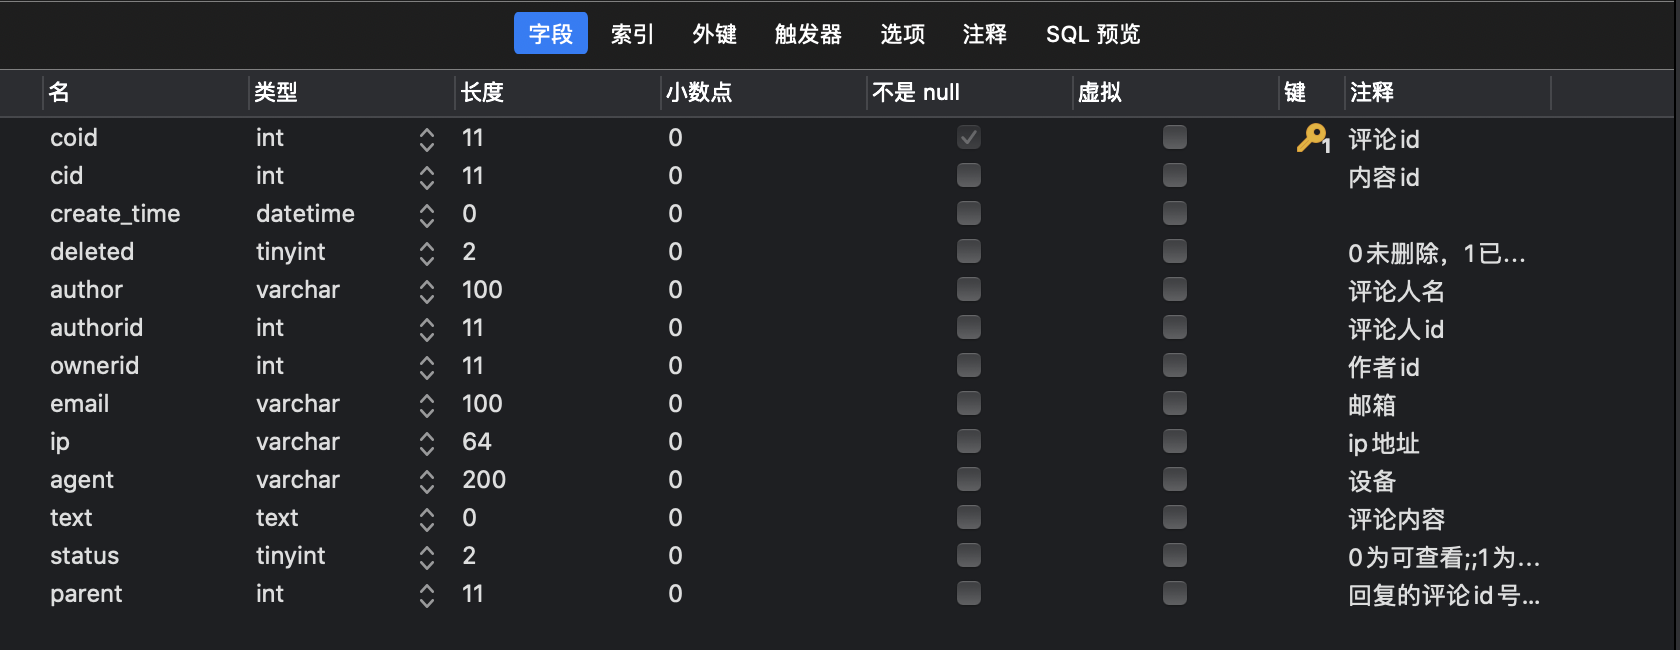 字段 索引 外键 触发器 选项 注释 SQL 预览
名 类型 长度 小数点 不是 null 虚拟 键 注释
coid int 11 0 1 评论id
cid int 11 0 内容id
create_time datetime 0 0
deleted tinyint 2 0 0未删除，1已...
author varchar 100 0 评论人名
authorid int 11 0 评论人id
ownerid int 11 0 作者id
email varchar 100 0 邮箱
ip varchar 64 0 ip地址
agent varchar 200 0 设备
text text 0 0 评论内容
status tinyint 2 0 0为可查看;;1为...
parent int 11 0 回复的评论id号...